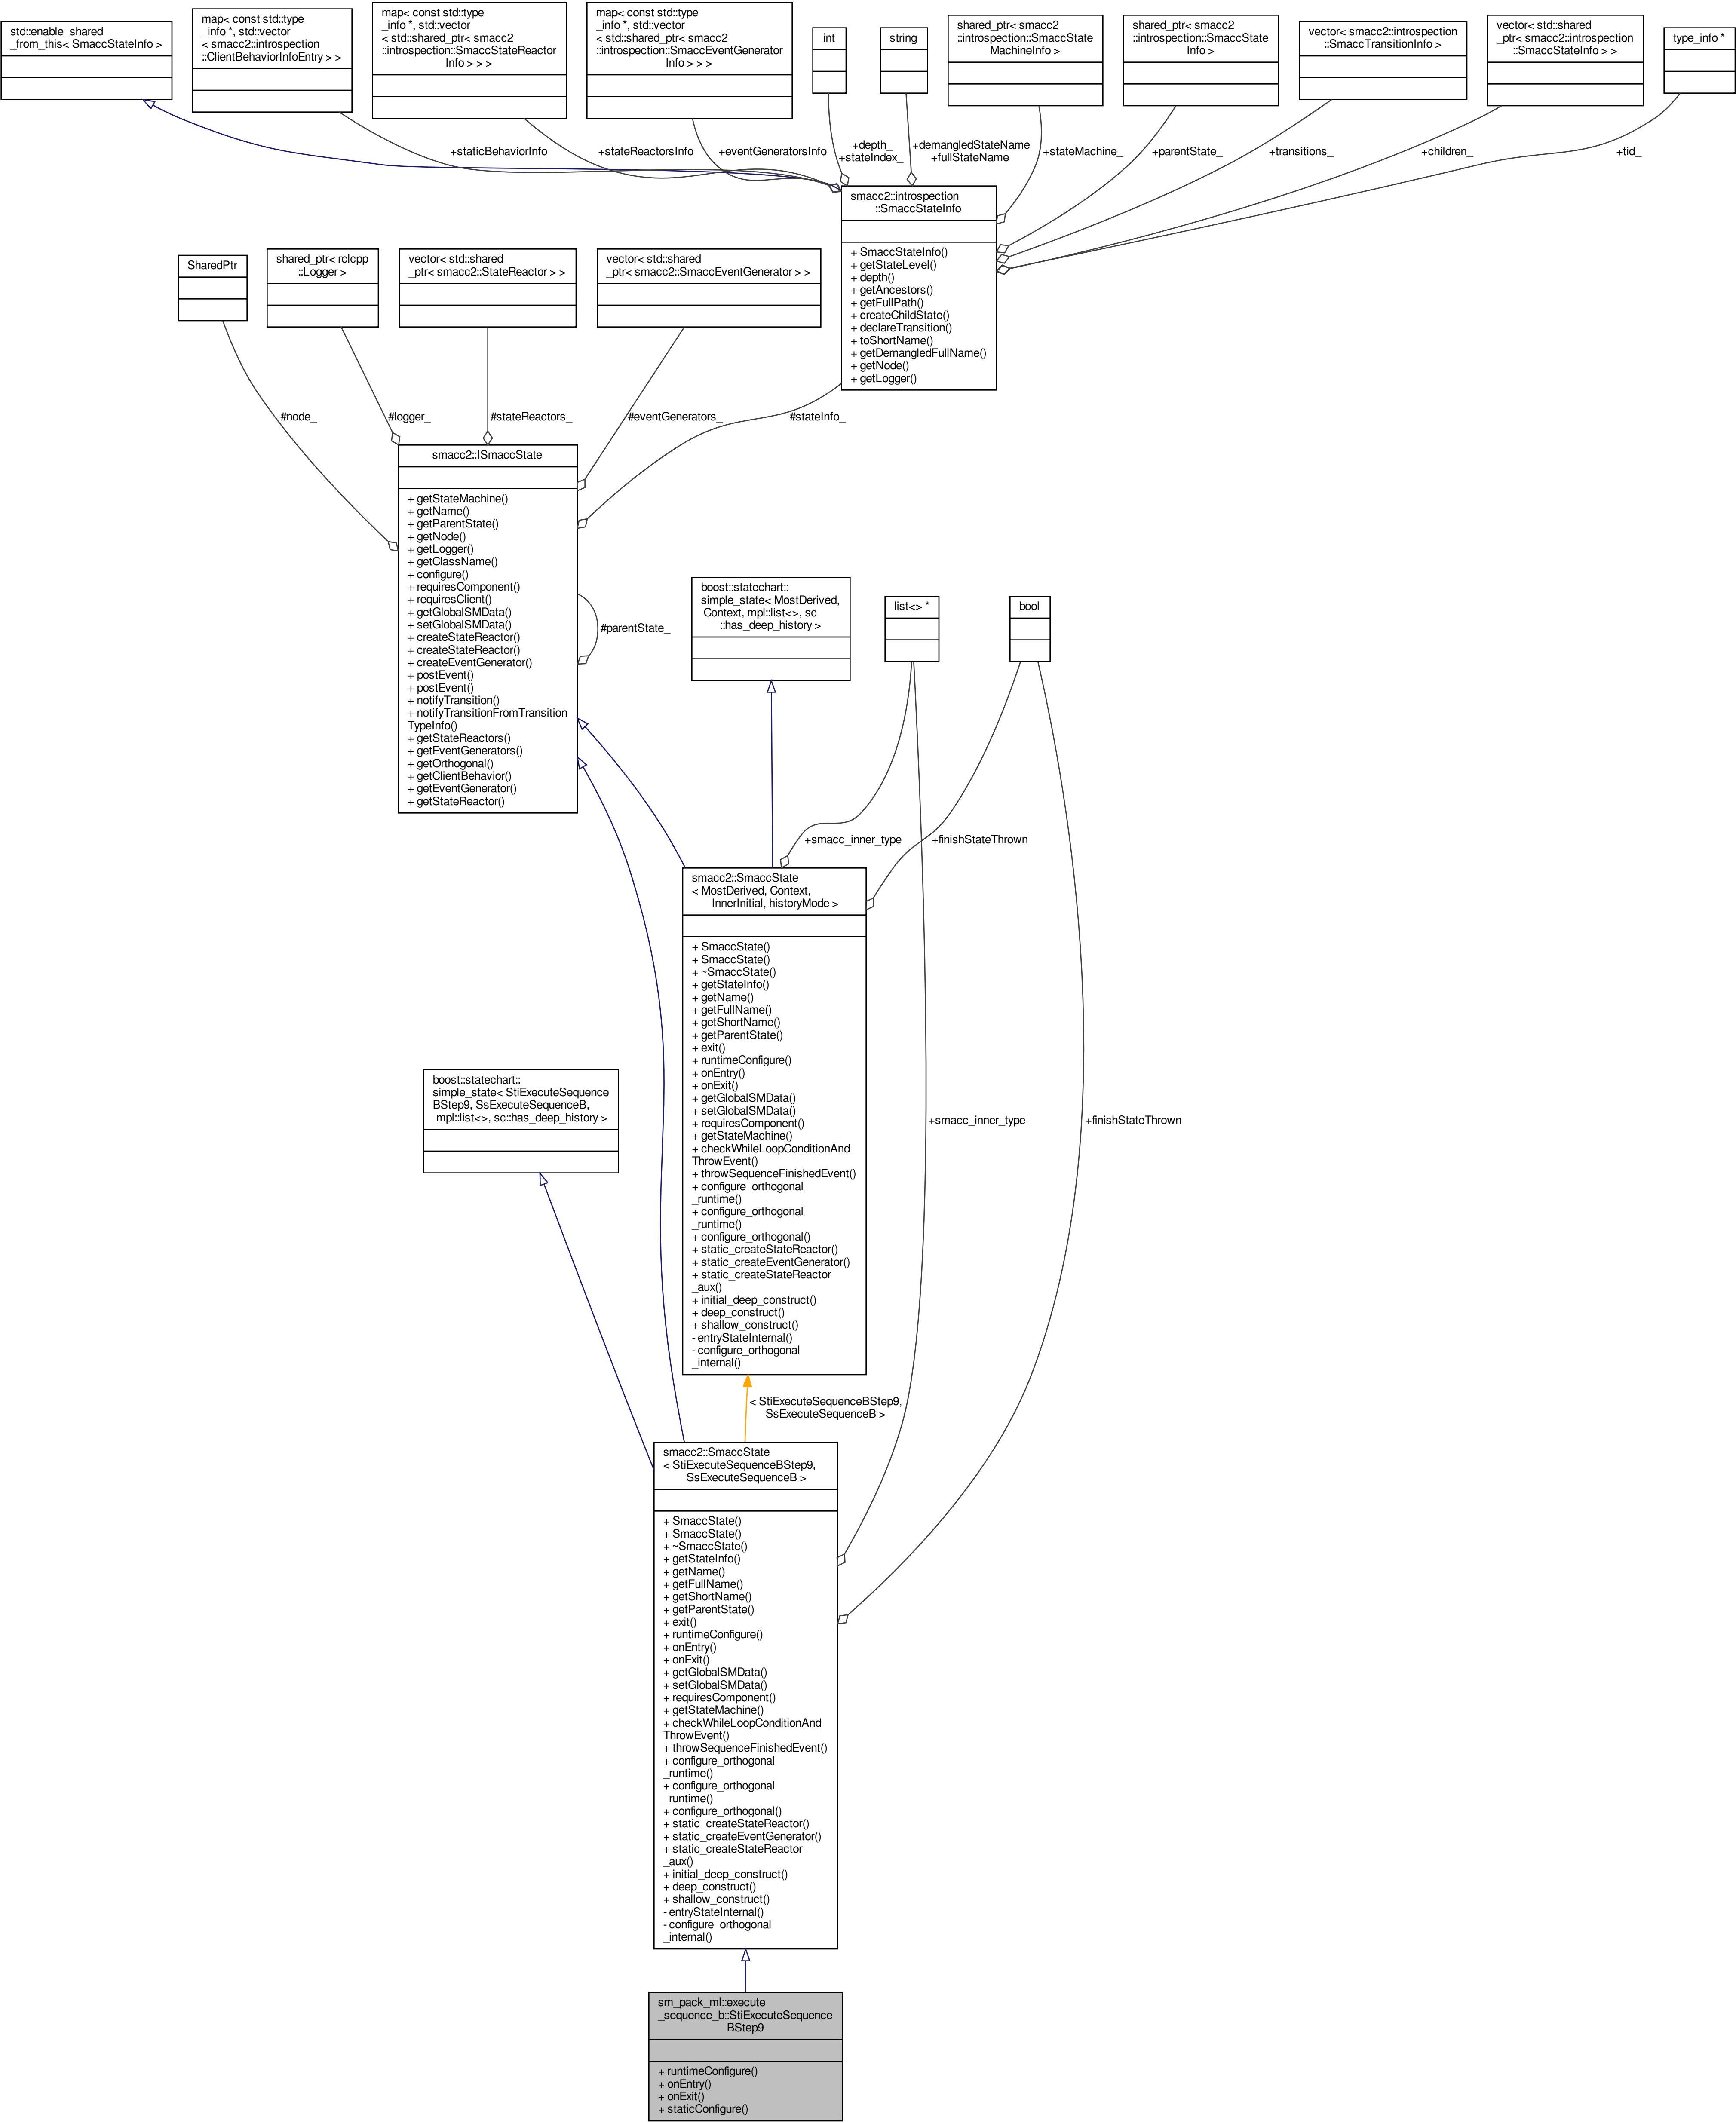 std::enable_shared
_from_this< SmaccStateInfo >
map< const std::type
_info *, std::vector
< smacc2::introspection
::ClientBehaviorInfoEntry > >
map< const std::type
_info *, std::vector
< std::shared_ptr< smacc2
::introspection::SmaccStateReactor
Info > > >
map< const std::type
_info *, std::vector
< std::shared_ptr< smacc2
::introspection::SmaccEventGenerator
Info > > >
int
string
shared_ptr< smacc2
::introspection::SmaccState
MachineInfo >
shared_ptr< smacc2
::introspection::SmaccState
Info >
vector< smacc2::introspection
::SmaccTransitionInfo >
vector< std::shared
_ptr< smacc2::introspection
::SmaccStateInfo > >
type_info *
+staticBehaviorInfo
+stateReactorsInfo
+eventGeneratorsInfo
+depth_
+stateIndex_
+demangledStateName
+fullStateName
+stateMachine_
+parentState_
+transitions_
+children_
+tid_
smacc2::introspection
::SmaccStateInfo
+ SmaccStateInfo()
+ getStateLevel()
+ depth()
+ getAncestors()
+ getFullPath()
+ createChildState()
+ declareTransition()
+ toShortName()
+ getDemangledFullName()
+ getNode()
+ getLogger()
SharedPtr
shared_ptr< rclcpp
::Logger >
vector< std::shared
_ptr< smacc2::StateReactor > >
vector< std::shared
_ptr< smacc2::SmaccEventGenerator > >
#node_
#logger_
#stateReactors_
#eventGenerators_
#stateInfo_
smacc2::ISmaccState
+ getStateMachine()
+ getName()
+ getParentState()
+ getNode()
+ getLogger()
+ getClassName()
+ configure()
+ requiresComponent()
+ requiresClient()
+ getGlobalSMData()
+ setGlobalSMData()
+ createStateReactor()
+ createStateReactor()
+ createEventGenerator()
+ postEvent()
+ postEvent()
+ notifyTransition()
+ notifyTransitionFromTransition
TypeInfo()
+ getStateReactors()
+ getEventGenerators()
+ getOrthogonal()
+ getClientBehavior()
+ getEventGenerator()
+ getStateReactor()
#parentState_
boost::statechart::
simple_state< MostDerived,
Context, mpl::list<>, sc
::has_deep_history >
list<> *
bool
+smacc_inner_type
+finishStateThrown
smacc2::SmaccState
< MostDerived, Context,
InnerInitial, historyMode >
+ SmaccState()
+ SmaccState()
+ ~SmaccState()
+ getStateInfo()
+ getName()
+ getFullName()
+ getShortName()
+ getParentState()
+ exit()
+ runtimeConfigure()
+ onEntry()
+ onExit()
+ getGlobalSMData()
+ setGlobalSMData()
+ requiresComponent()
+ getStateMachine()
+ checkWhileLoopConditionAnd
ThrowEvent()
+ throwSequenceFinishedEvent()
+ configure_orthogonal
_runtime()
+ configure_orthogonal
_runtime()
+ configure_orthogonal()
+ static_createStateReactor()
+ static_createEventGenerator()
+ static_createStateReactor
_aux()
+ initial_deep_construct()
+ deep_construct()
+ shallow_construct()
- entryStateInternal()
- configure_orthogonal
_internal()
boost::statechart::
simple_state< StiExecuteSequence
BStep9, SsExecuteSequenceB,
mpl::list<>, sc::has_deep_history >
+smacc_inner_type
+finishStateThrown
< StiExecuteSequenceBStep9,
SsExecuteSequenceB >
smacc2::SmaccState
< StiExecuteSequenceBStep9,
SsExecuteSequenceB >
+ SmaccState()
+ SmaccState()
+ ~SmaccState()
+ getStateInfo()
+ getName()
+ getFullName()
+ getShortName()
+ getParentState()
+ exit()
+ runtimeConfigure()
+ onEntry()
+ onExit()
+ getGlobalSMData()
+ setGlobalSMData()
+ requiresComponent()
+ getStateMachine()
+ checkWhileLoopConditionAnd
ThrowEvent()
+ throwSequenceFinishedEvent()
+ configure_orthogonal
_runtime()
+ configure_orthogonal
_runtime()
+ configure_orthogonal()
+ static_createStateReactor()
+ static_createEventGenerator()
+ static_createStateReactor
_aux()
+ initial_deep_construct()
+ deep_construct()
+ shallow_construct()
- entryStateInternal()
- configure_orthogonal
_internal()
sm_pack_ml::execute
_sequence_b::StiExecuteSequence
BStep9
+ runtimeConfigure()
+ onEntry()
+ onExit()
+ staticConfigure()